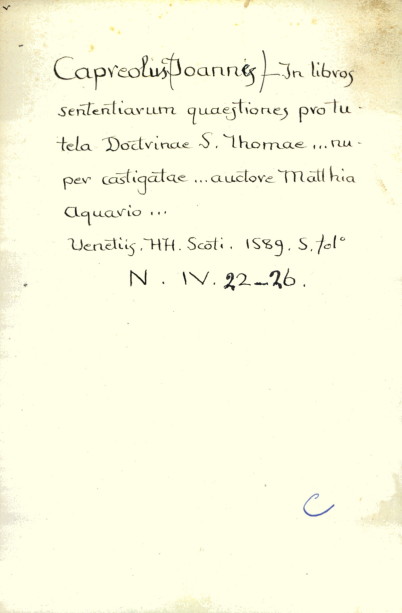 Capreolus (Joannes) - In libros
sententiarum quaestiones pro tu-
tela Doctrinae S. Thomae ... nu-
per castigatae ... auctore Matthia
Aquario ...
Venetiis. HH. Scoti. 1589. 5. fol°
N. IV. 22-26.
C